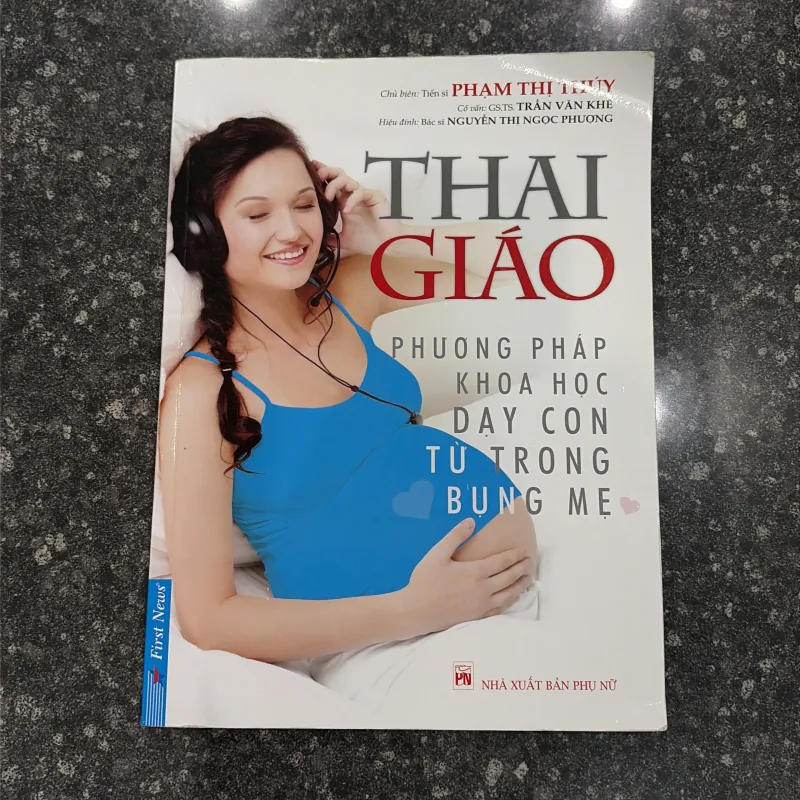 Chủ biên: Tiến sĩ PHẠM THỊ THÚY
Cố vấn: GS.TS. TRẦN VĂN KHÊ
Hiệu đính: Bác sĩ NGUYỄN THỊ NGỌC PHƯỢNG
THAI
GIÁO
PHƯƠNG PHÁP
KHOA HỌC
DẠY CON
TỪ TRONG
BỤNG MẸ
First News®
PN
NHÀ XUẤT BẢN PHỤ NỮ